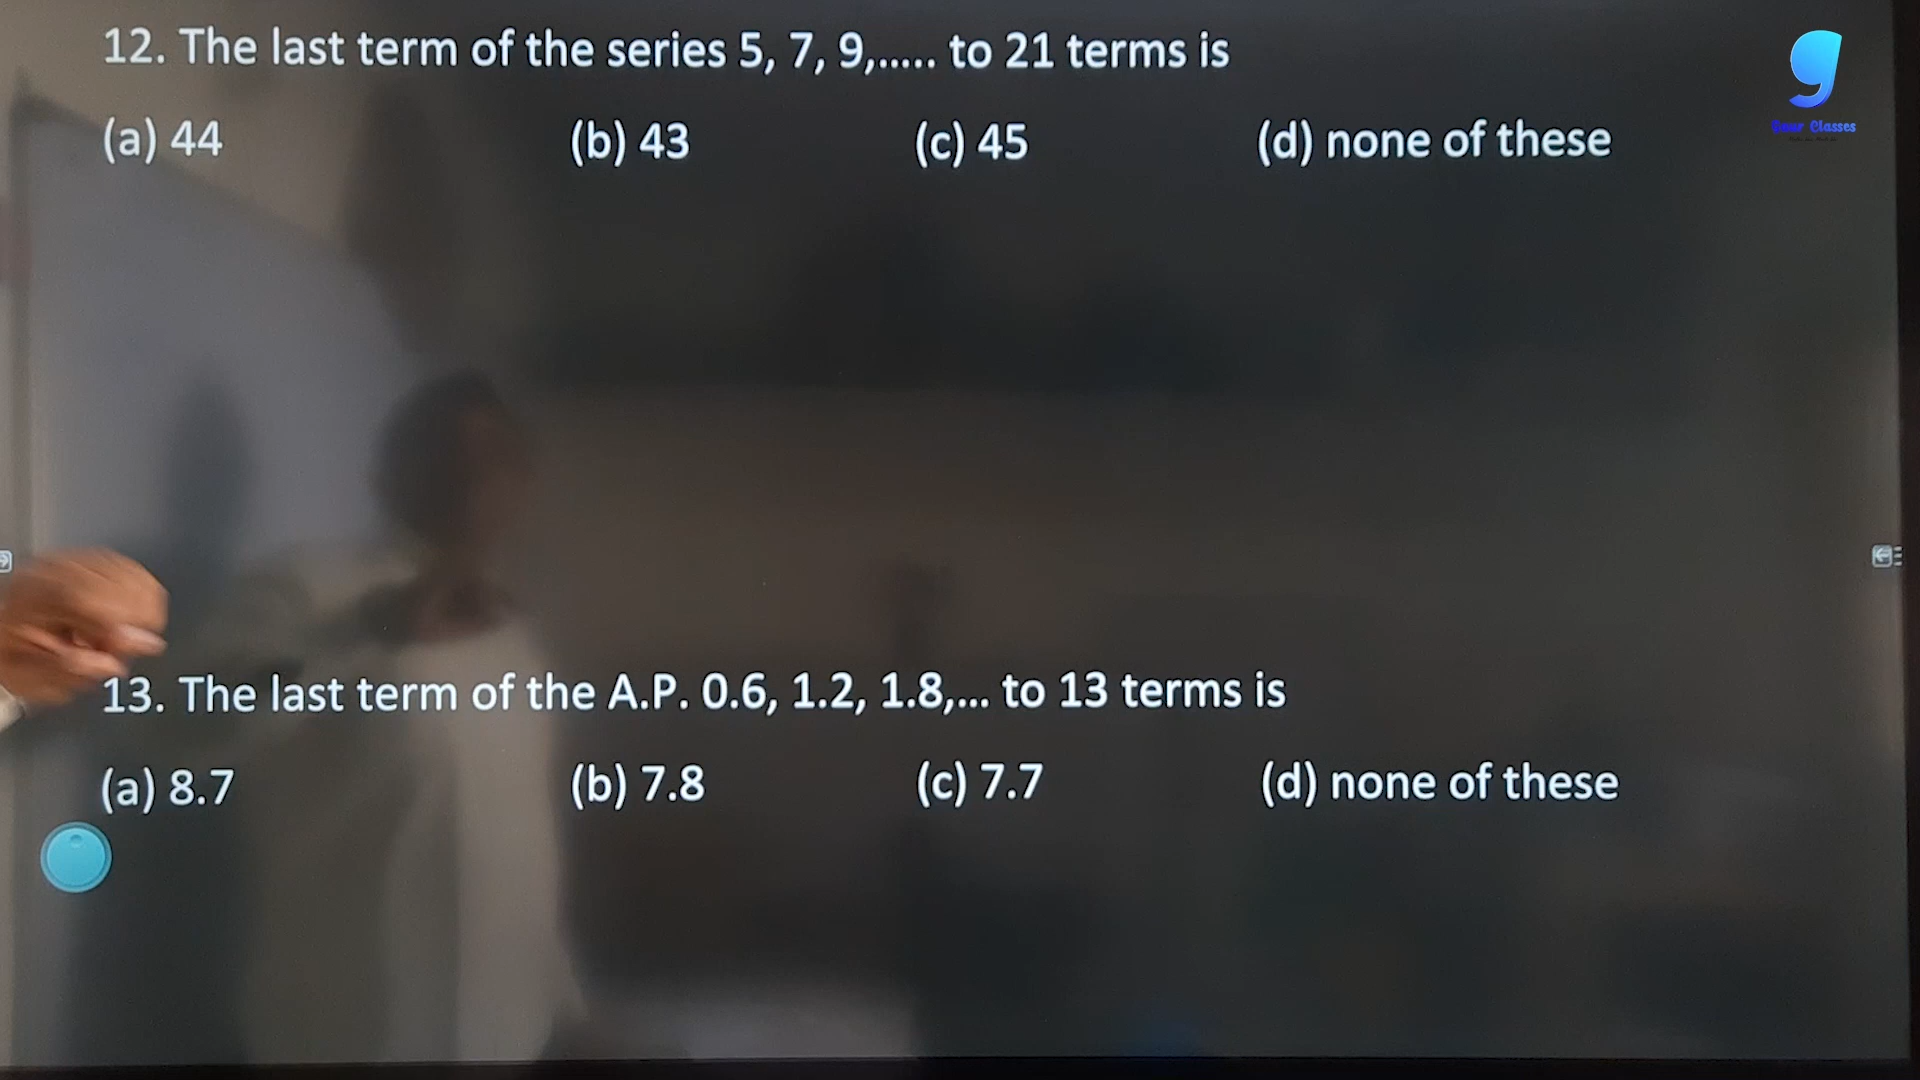 12. The last term of the series 5, 7, 9,..... to 21 terms is
(a) 44 (b) 43 (c) 45 (d) none of these
Classes
13. The last term of the A.P. 0.6, 1.2, 1.8,... to 13 terms is
(a) 8.7 (b) 7.8 (c) 7.7 (d) none of these